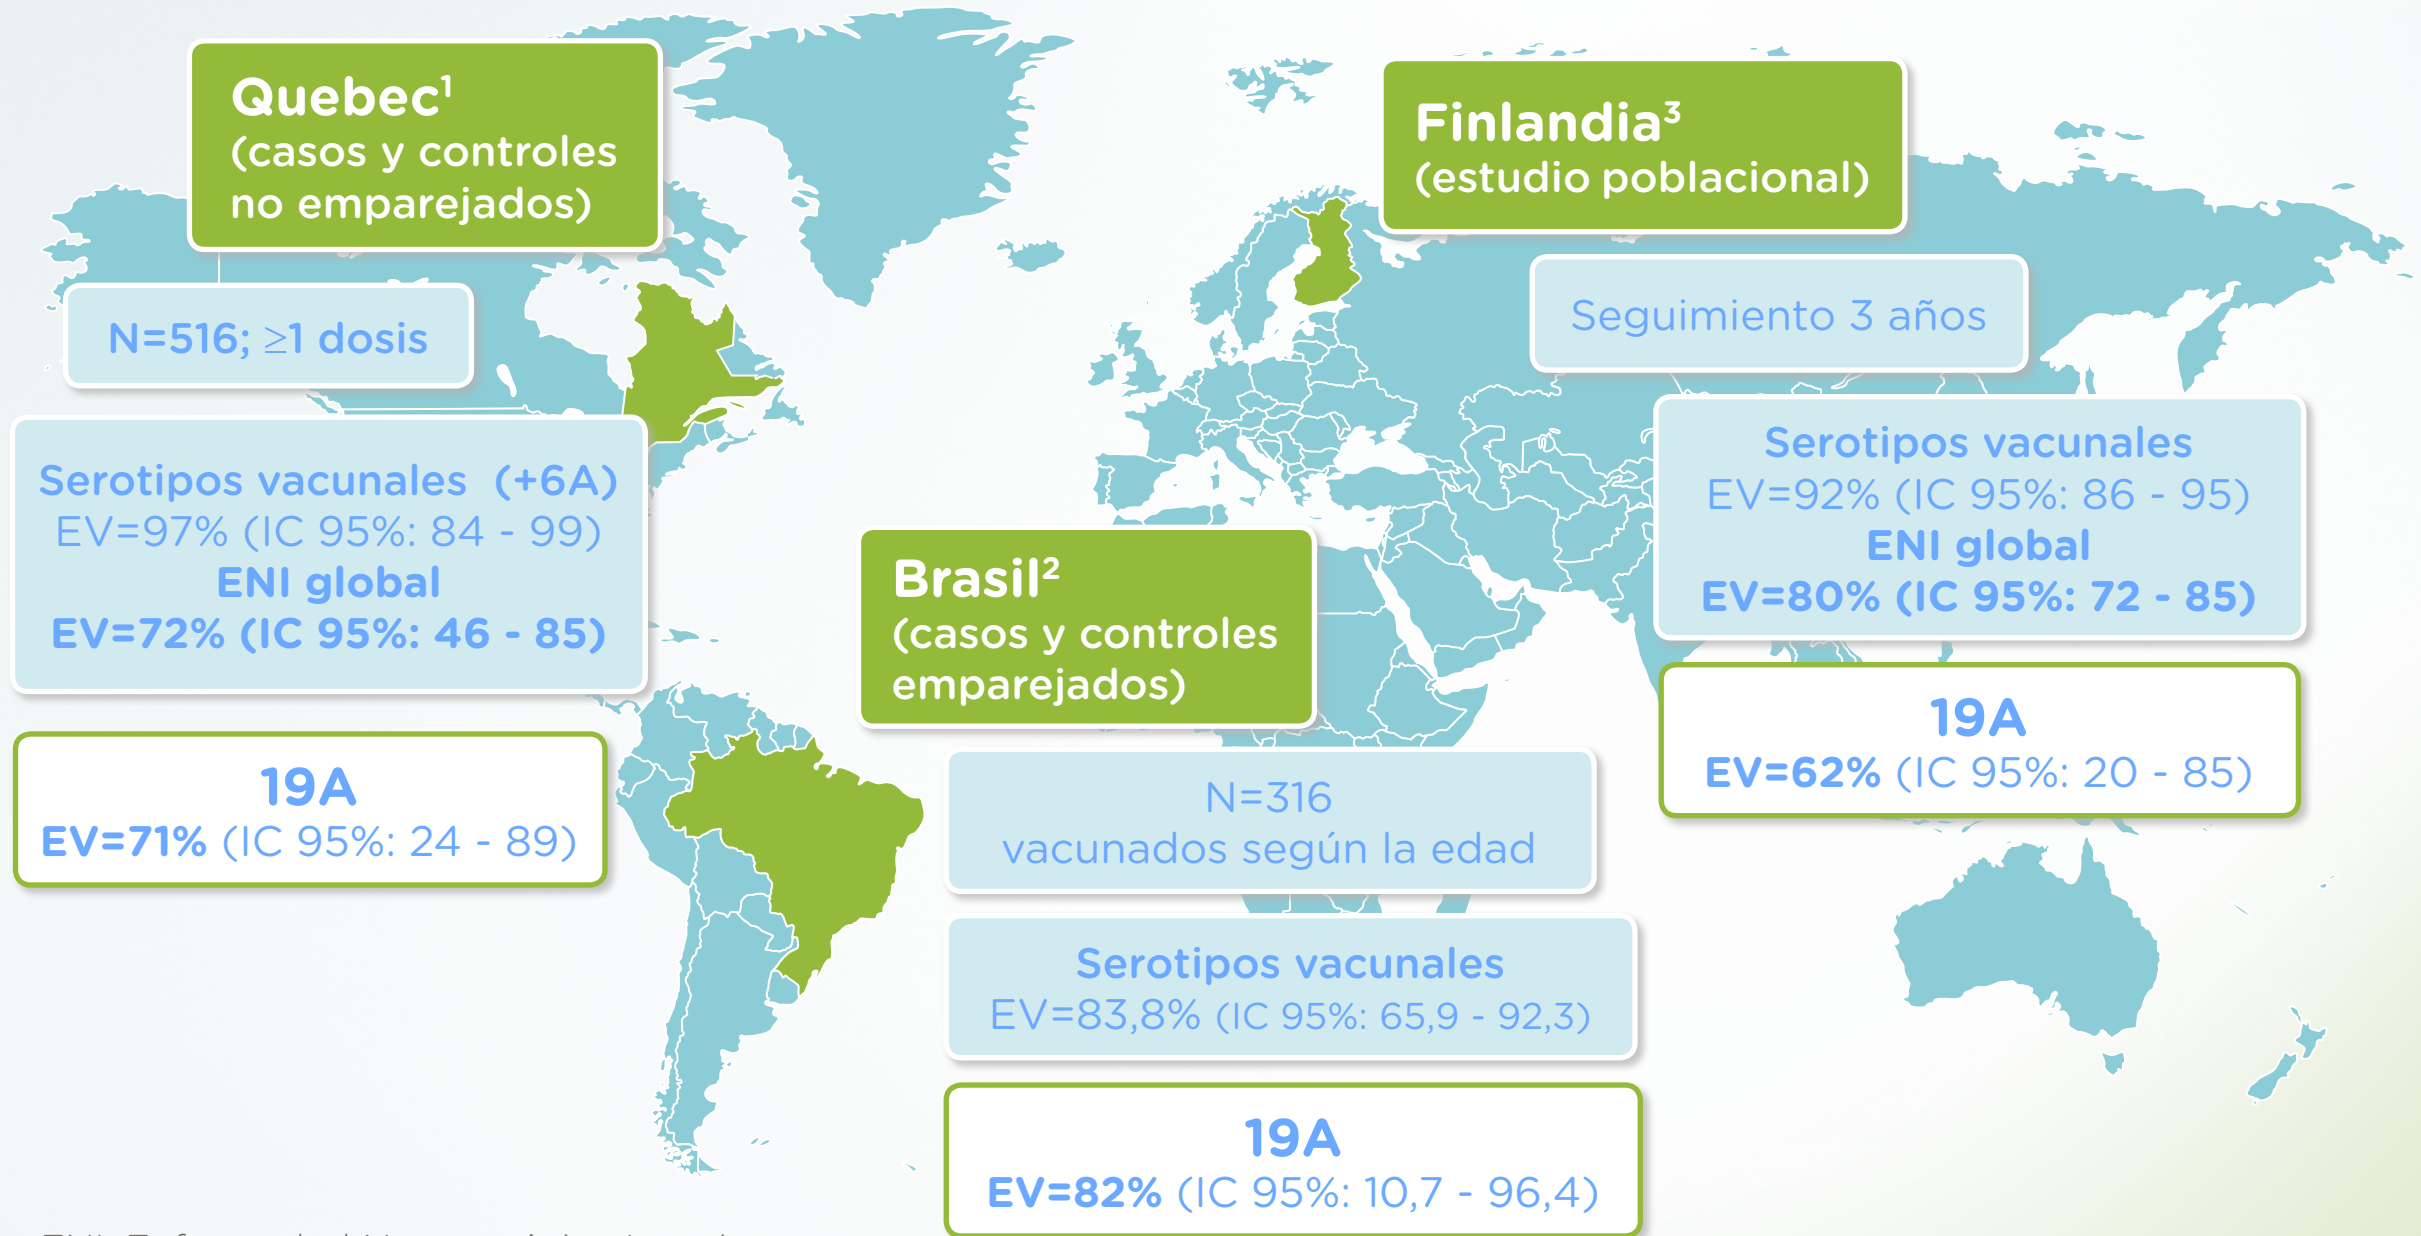 Quebec¹
(casos y controles
no emparejados)
N=516; ≥1 dosis
Serotipos vacunales (+6A)
EV=97% (IC 95%: 84 - 99)
ENI global
EV=72% (IC 95%: 46 - 85)
19A
EV=71% (IC 95%: 24 - 89)
Brasil²
(casos y controles
emparejados)
N=316
vacunados según la edad
Serotipos vacunales
EV=83,8% (IC 95%: 65,9 - 92,3)
19A
EV=82% (IC 95%: 10,7 - 96,4)
Finlandia³
(estudio poblacional)
Seguimiento 3 años
Serotipos vacunales
EV=92% (IC 95%: 86 - 95)
ENI global
EV=80% (IC 95%: 72 - 85)
19A
EV=62% (IC 95%: 20 - 85)